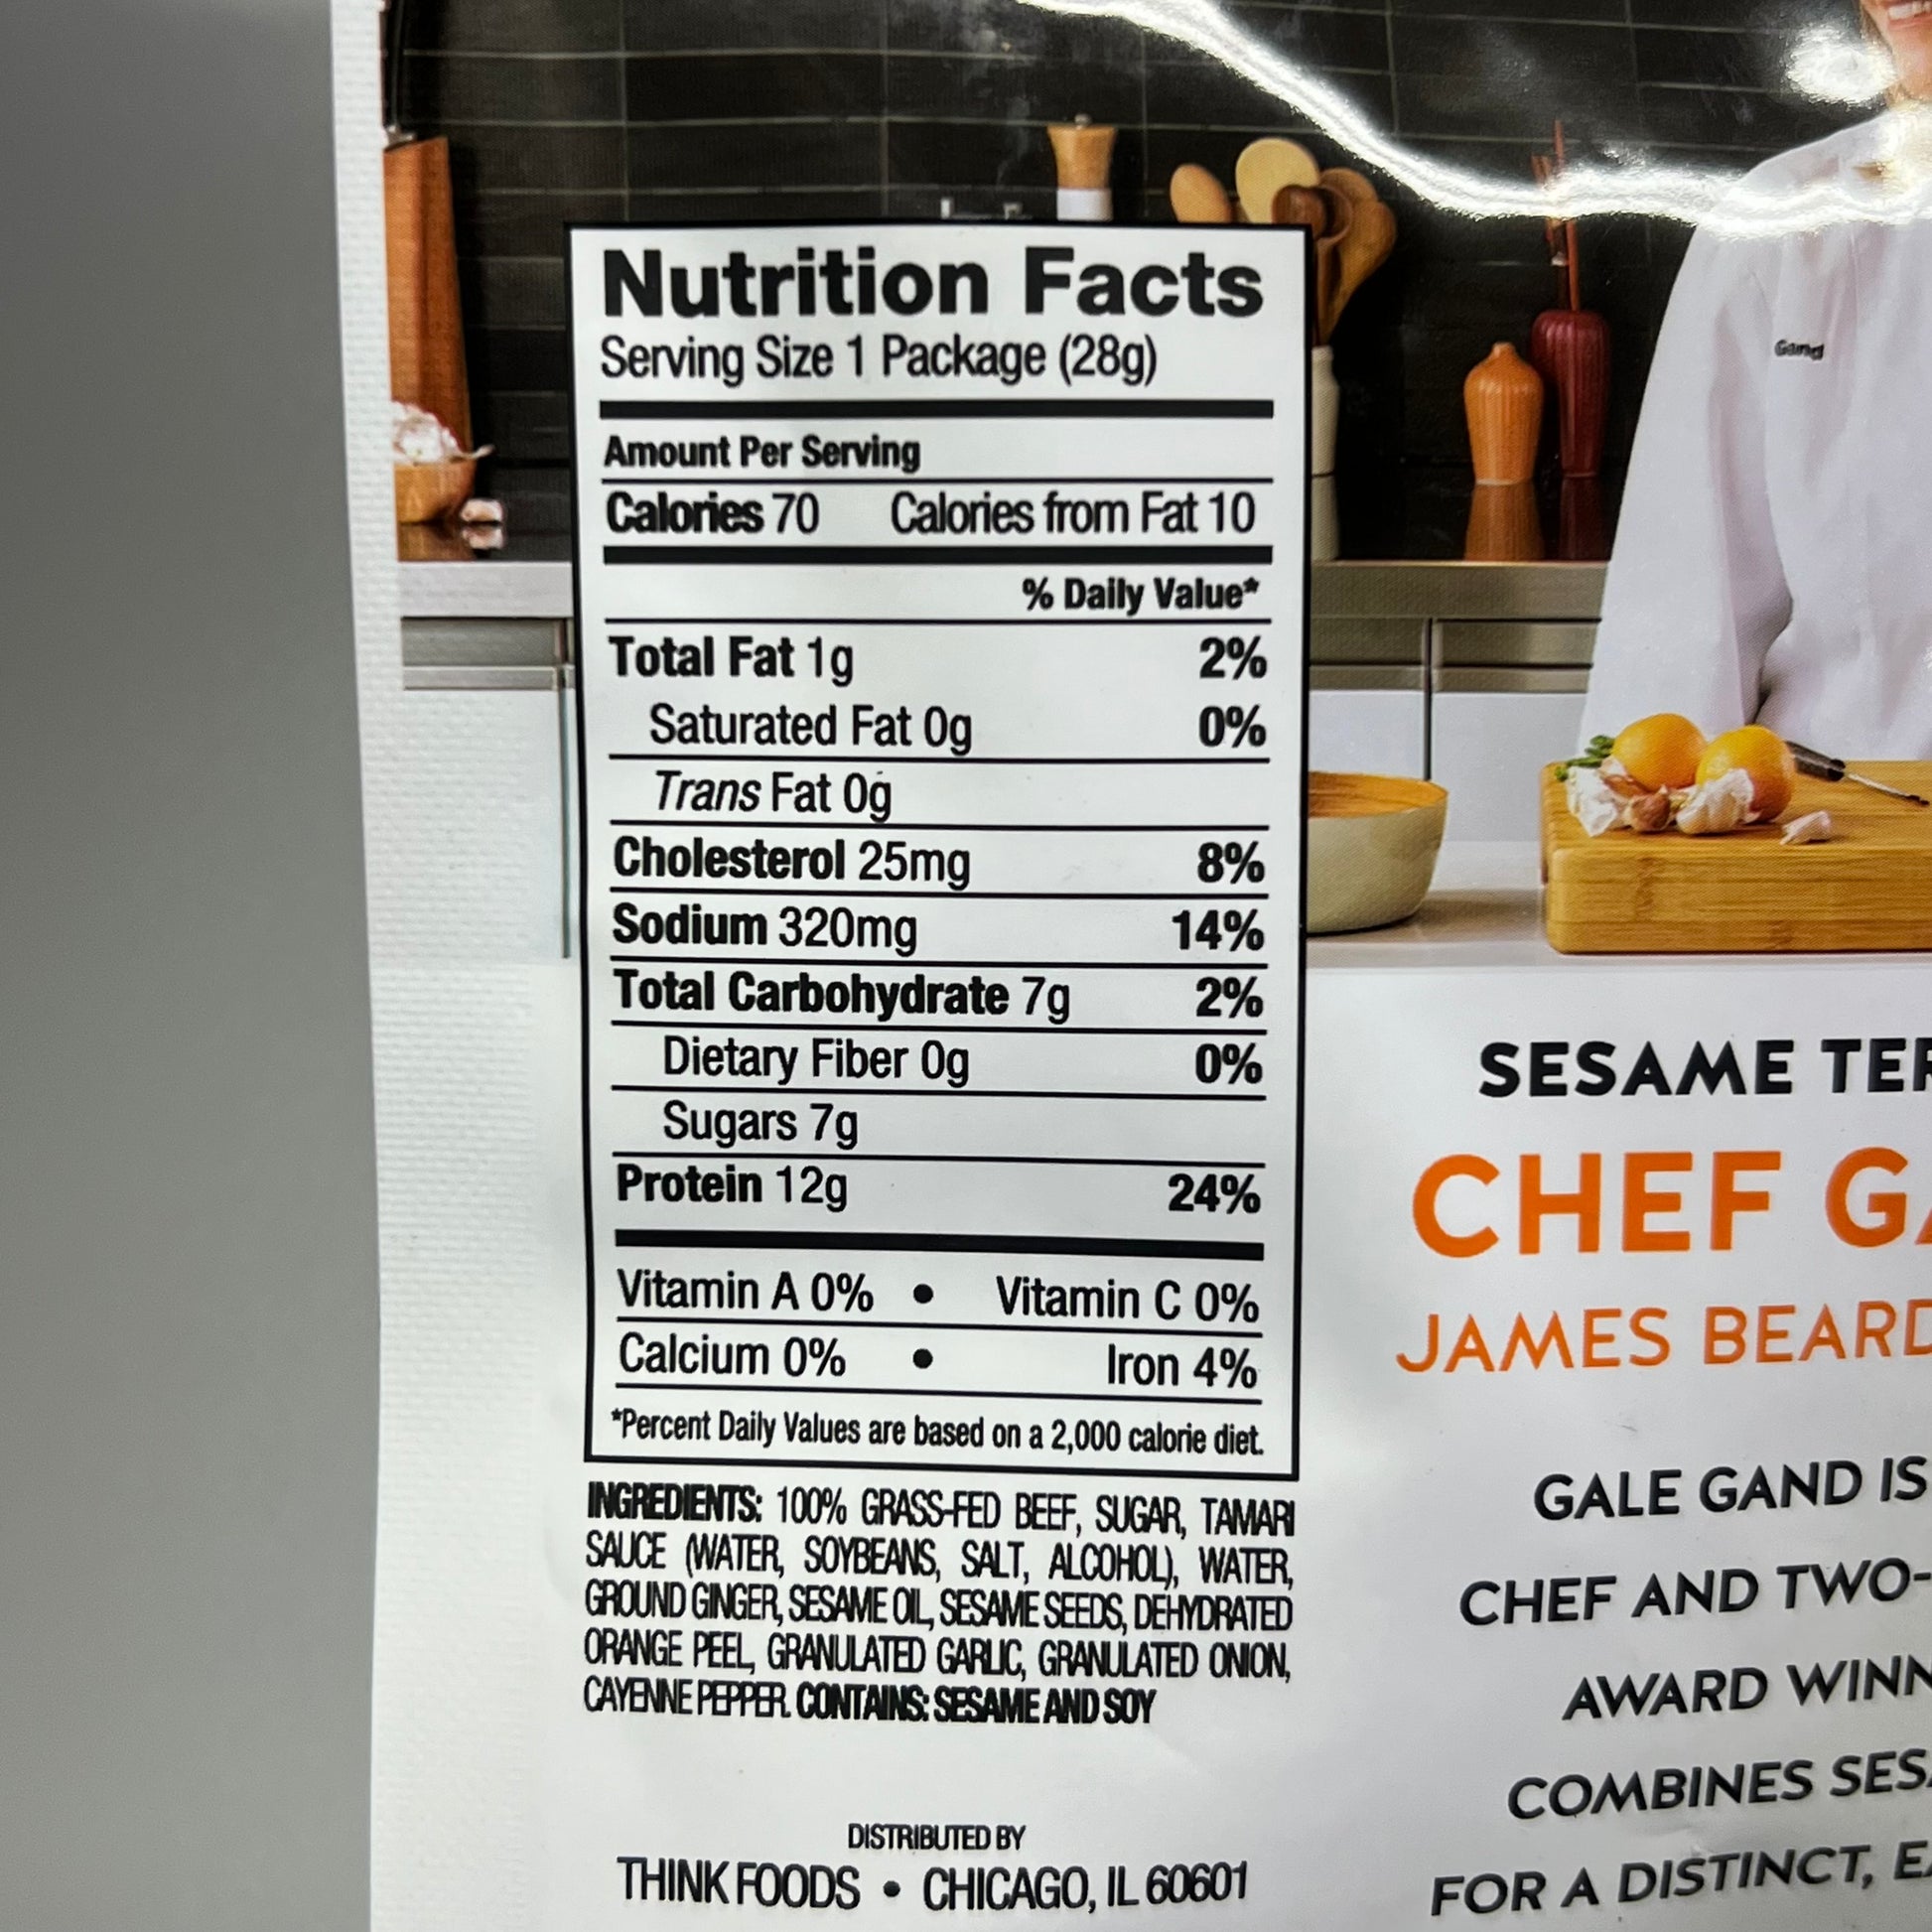 Gand
Nutrition Facts
Serving Size 1 Package (28g)
Amount Per Serving
Calories 70 Calories from Fat 10
% Daily Value*
Total Fat 1g 2%
Saturated Fat 0g 0%
Trans Fat 0g
Cholesterol 25mg 8%
Sodium 320mg 14%
Total Carbohydrate 7g 2%
Dietary Fiber 0g 0%
Sugars 7g
Protein 12g 24%
Vitamin A 0% • Vitamin C 0%
Calcium 0% • Iron 4%
*Percent Daily Values are based on a 2,000 calorie diet.
INGREDIENTS: 100% GRASS-FED BEEF, SUGAR, TAMARI
SAUCE (WATER, SOYBEANS, SALT, ALCOHOL), WATER,
GROUND GINGER, SESAME OIL, SESAME SEEDS, DEHYDRATED
ORANGE PEEL, GRANULATED GARLIC, GRANULATED ONION,
CAYENNE PEPPER. CONTAINS: SESAME AND SOY
DISTRIBUTED BY
THINK FOODS • CHICAGO, IL 60601
SESAME
CHEF
JAMES BEARD
GALE GAND IS
CHEF AND TWO-
AWARD
COMBINES
FOR A DISTINCT,